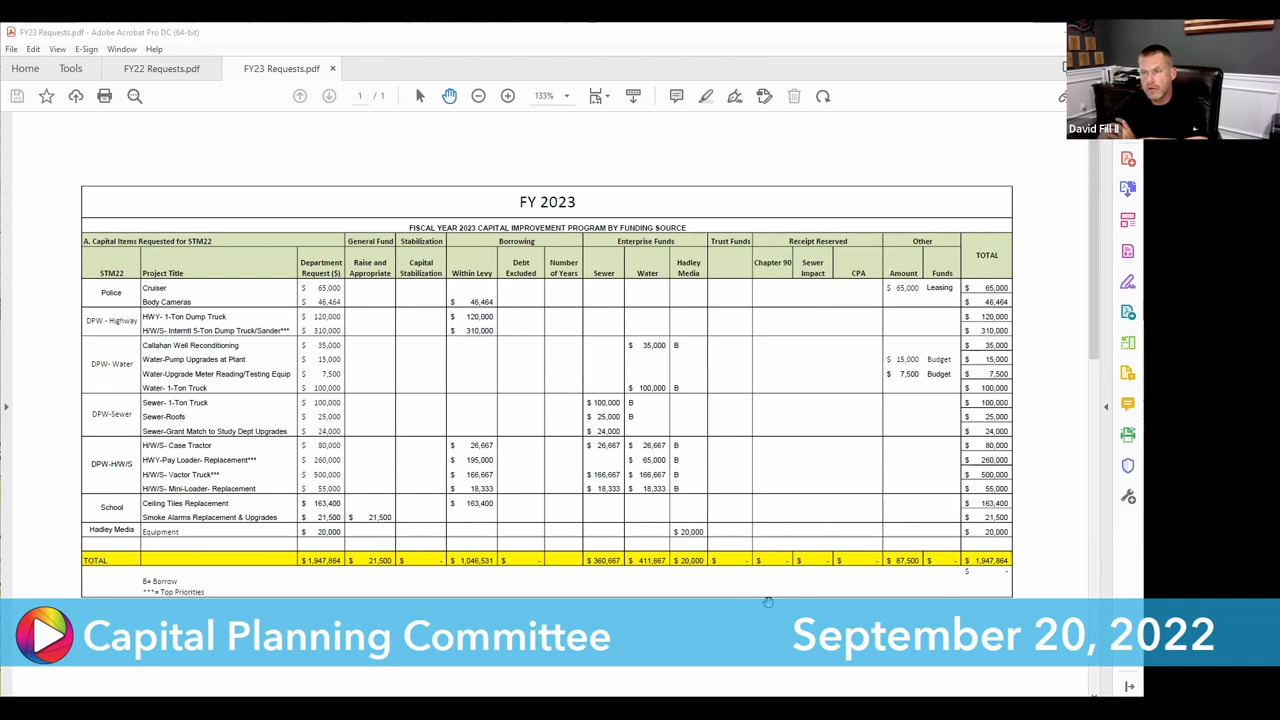 FY23 Requests.pdf - Adobe Acrobat Pro DC (64-bit)
File Edit View E-Sign Window Help
Home Tools FY22 Requests.pdf FY23 Requests.pdf ×
1 / 1 133%
David Fill II
FY 2023
FISCAL YEAR 2023 CAPITAL IMPROVEMENT PROGRAM BY FUNDING SOURCE
A. Capital Items Requested for STM22 General Fund Stabilization Borrowing Enterprise Funds Trust Funds Receipt Reserved Other TOTAL
STM22 Project Title Department Request ($) Raise and Appropriate Capital Stabilization Within Levy Debt Excluded Number of Years Sewer Water Hadley Media Chapter 90 Sewer Impact CPA Amount Funds
Police Cruiser $ 65,000 $ 65,000 Leasing $ 65,000
Body Cameras $ 46,464 $ 46,464 $ 46,464
DPW - Highway HWY- 1-Ton Dump Truck $ 120,000 $ 120,000 $ 120,000
H/W/S- Interntl 5-Ton Dump Truck/Sander*** $ 310,000 $ 310,000 $ 310,000
DPW- Water Callahan Well Reconditioning $ 35,000 $ 35,000 B $ 35,000
Water-Pump Upgrades at Plant $ 15,000 $ 15,000 Budget $ 15,000
Water-Upgrade Meter Reading/Testing Equip $ 7,500 $ 7,500 Budget $ 7,500
Water- 1-Ton Truck $ 100,000 $ 100,000 B $ 100,000
DPW-Sewer Sewer- 1-Ton Truck $ 100,000 $ 100,000 B $ 100,000
Sewer-Roofs $ 25,000 $ 25,000 B $ 25,000
Sewer-Grant Match to Study Dept Upgrades $ 24,000 $ 24,000 $ 24,000
DPW-H/W/S H/W/S- Case Tractor $ 80,000 $ 26,667 $ 26,667 $ 26,667 B $ 80,000
HWY-Pay Loader- Replacement*** $ 260,000 $ 195,000 $ 65,000 B $ 260,000
H/W/S- Vactor Truck*** $ 500,000 $ 166,667 $ 166,667 $ 166,667 B $ 500,000
H/W/S- Mini-Loader- Replacement $ 55,000 $ 18,333 $ 18,333 $ 18,333 B $ 55,000
School Ceiling Tiles Replacement $ 163,400 $ 163,400 $ 163,400
Smoke Alarms Replacement & Upgrades $ 21,500 $ 21,500 $ 21,500
Hadley Media Equipment $ 20,000 $ 20,000 $ 20,000
TOTAL $ 1,947,864 $ 21,500 $ - $ 1,046,531 $ - $ 360,667 $ 411,667 $ 20,000 $ - $ - $ - $ - $ 87,500 $ - $ 1,947,864
$ -
B= Borrow
***= Top Priorities
Capital Planning Committee September 20, 2022